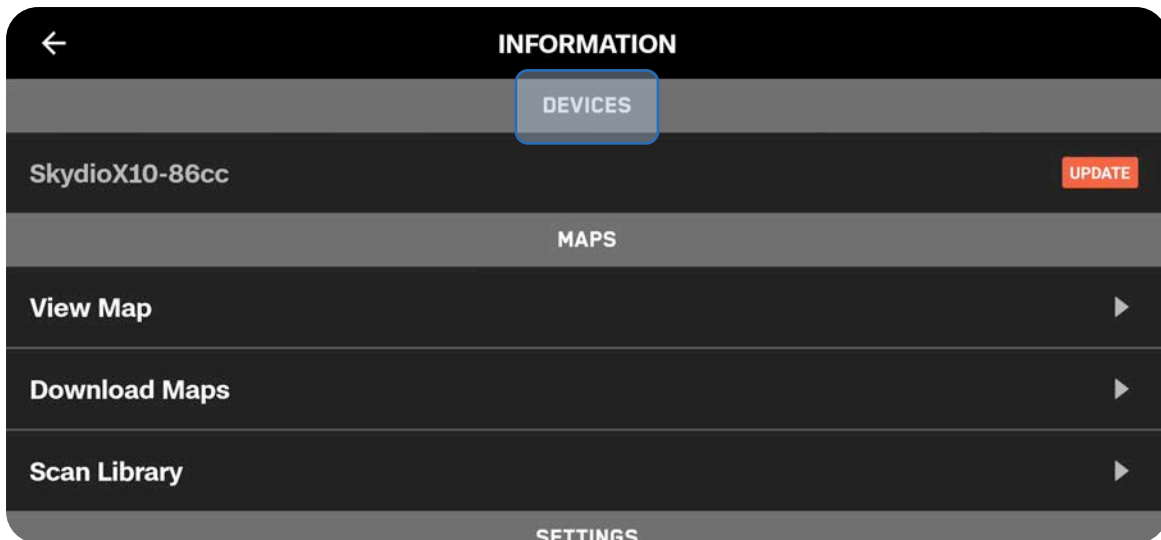 INFORMATION
DEVICES
SkydioX10-86cc
UPDATE
MAPS
View Map
Download Maps
Scan Library
SETTINGS